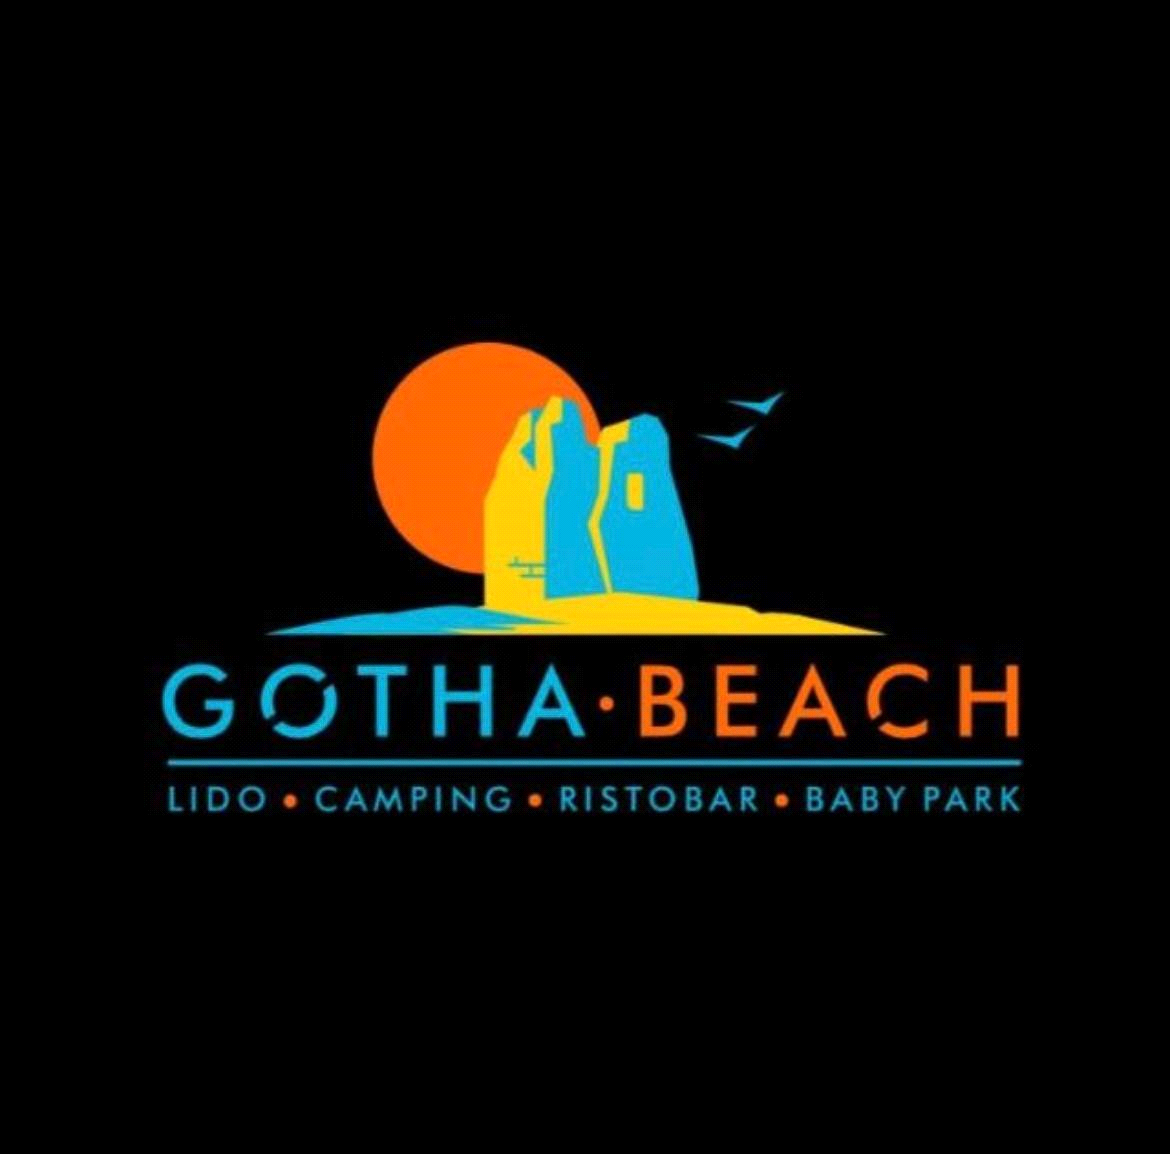 GOTHA·BEACH
LIDO • CAMPING • RISTOBAR • BABY PARK